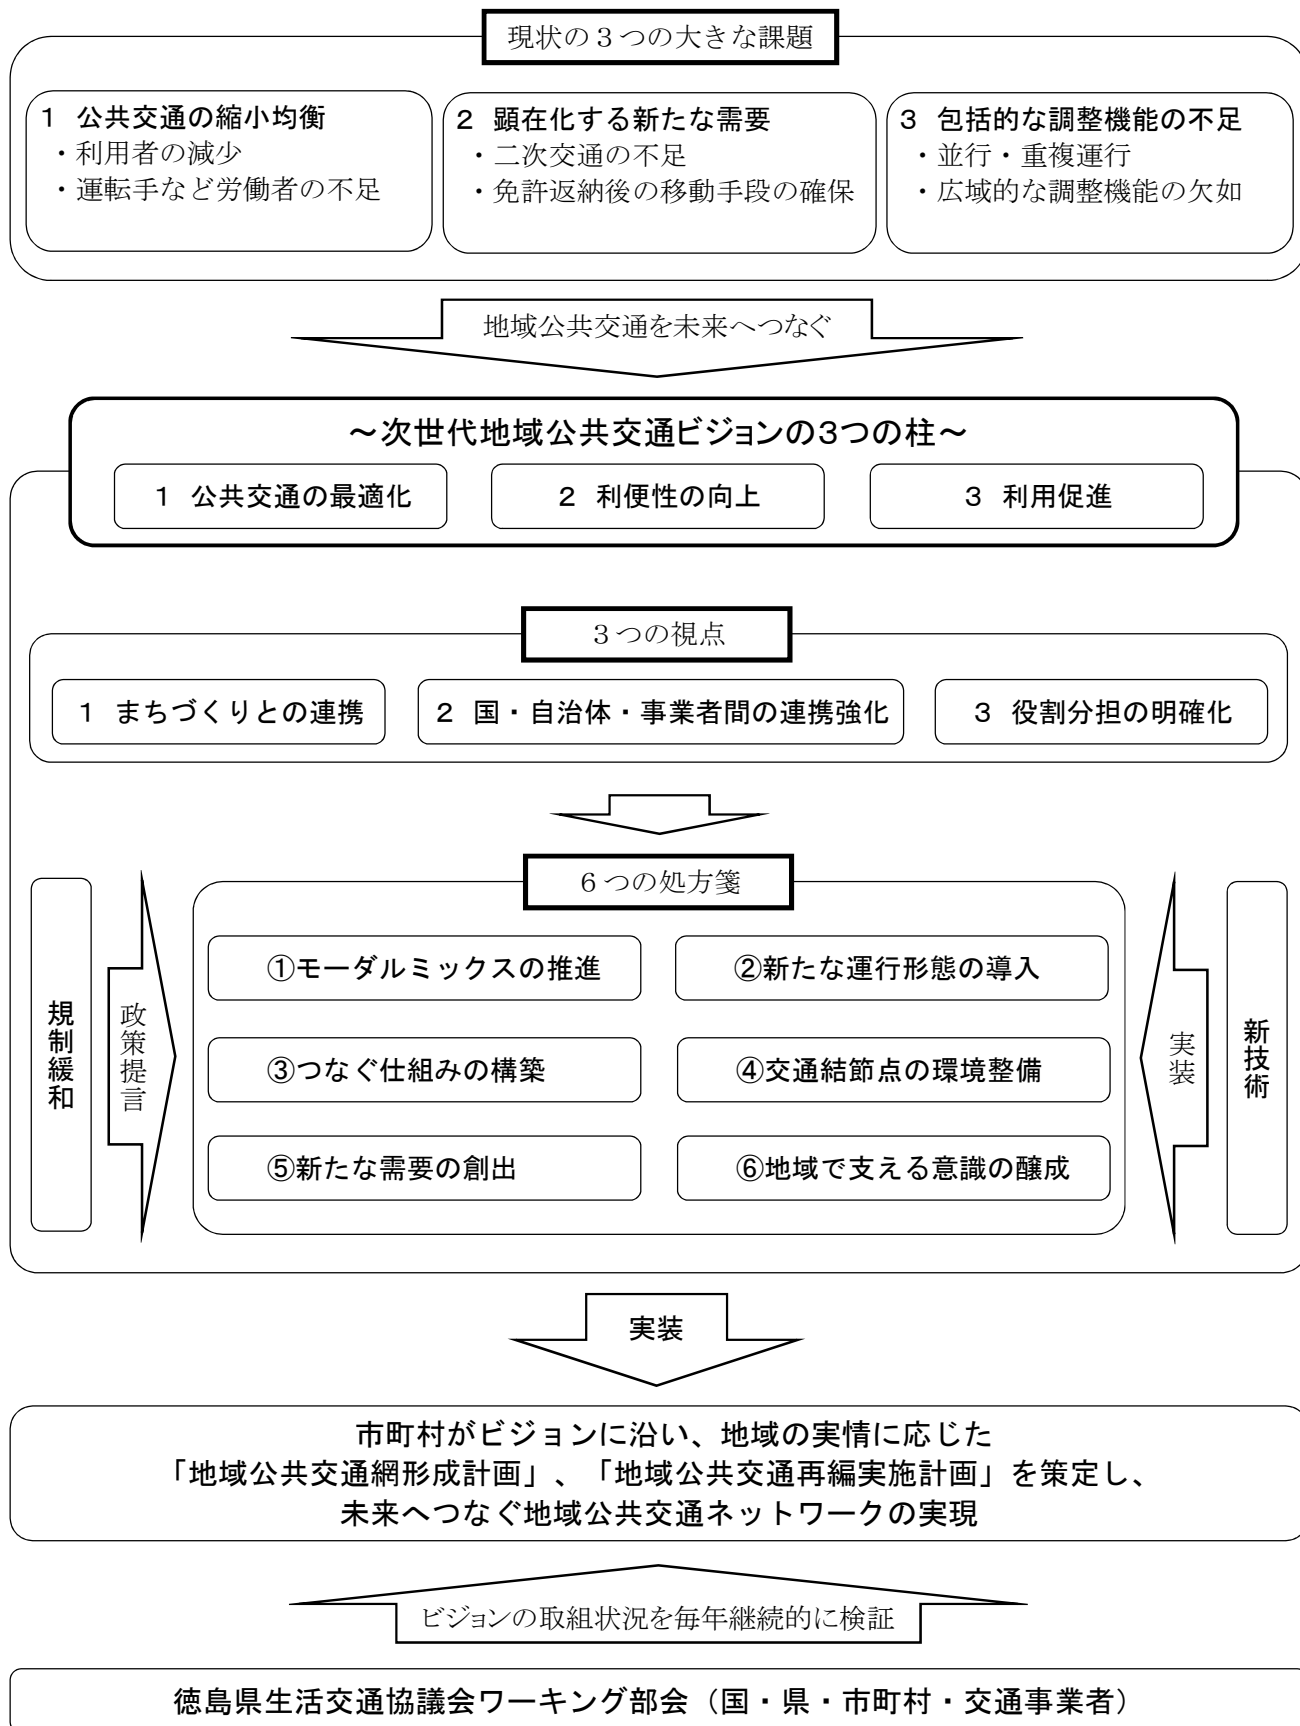 現状の3つの大きな課題
1 公共交通の縮小均衡
・利用者の減少
・運転手など労働者の不足
2 顕在化する新たな需要
・二次交通の不足
・免許返納後の移動手段の確保
3 包括的な調整機能の不足
・並行・重複運行
・広域的な調整機能の欠如
地域公共交通を未来へつなぐ
～次世代地域公共交通ビジョンの3つの柱～
1 公共交通の最適化
2 利便性の向上
3 利用促進
3つの視点
1 まちづくりとの連携
2 国・自治体・事業者間の連携強化
3 役割分担の明確化
6つの処方箋
規制緩和
政策提言
①モーダルミックスの推進
②新たな運行形態の導入
③つなぐ仕組みの構築
④交通結節点の環境整備
⑤新たな需要の創出
⑥地域で支える意識の醸成
実装
新技術
実装
市町村がビジョンに沿い、地域の実情に応じた
「地域公共交通網形成計画」、「地域公共交通再編実施計画」を策定し、
未来へつなぐ地域公共交通ネットワークの実現
ビジョンの取組状況を毎年継続的に検証
徳島県生活交通協議会ワーキング部会（国・県・市町村・交通事業者）